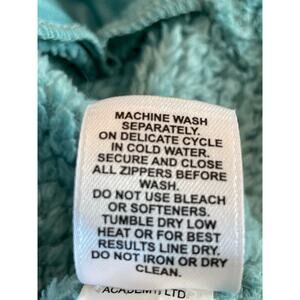 MACHINE WASH
SEPARATELY.
ON DELICATE CYCLE
IN COLD WATER.
SECURE AND CLOSE
ALL ZIPPERS BEFORE
WASH.
DO NOT USE BLEACH
OR SOFTENERS.
TUMBLE DRY LOW
HEAT OR FOR BEST
RESULTS LINE DRY.
DO NOT IRON OR DRY
CLEAN.
LTD.